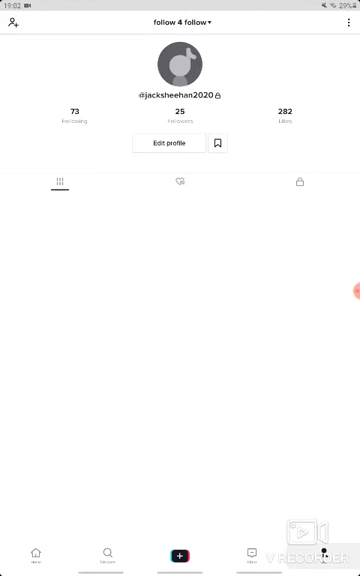 19:02 29%
follow 4 follow
@jacksheehan2020
73 25 282
Following Followers Likes
Edit profile
V RECORDER
Home Discover Inbox